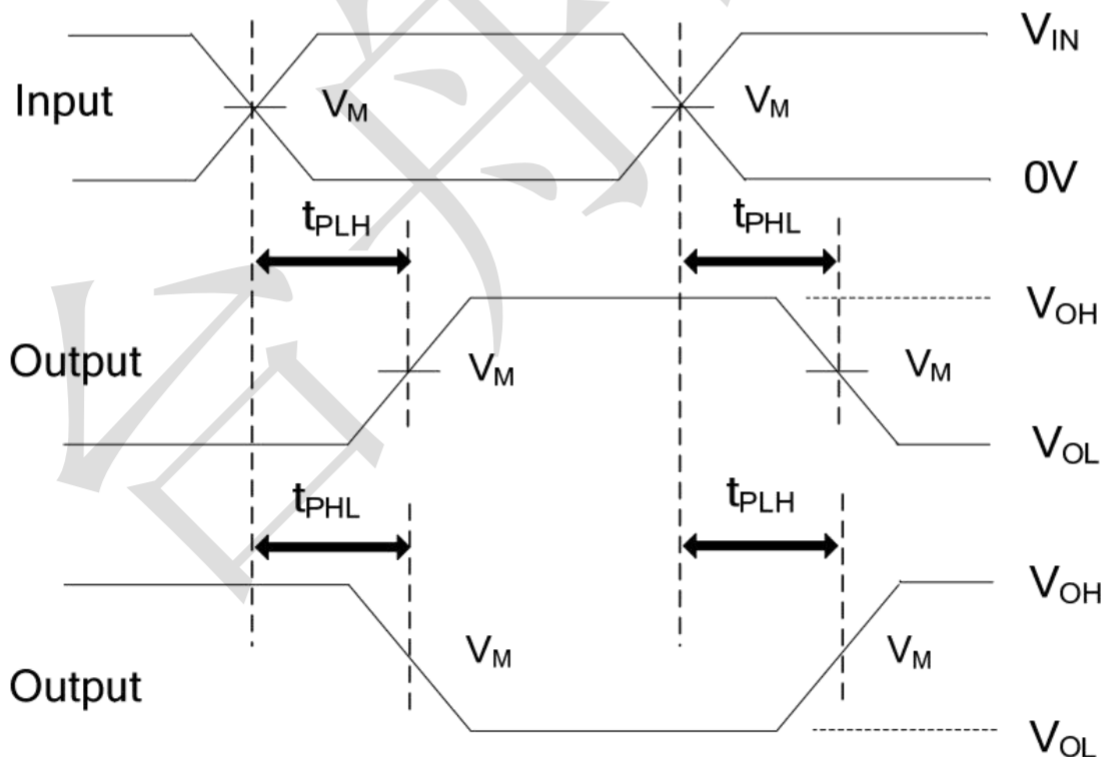 V_IN
Input V_M V_M
0V
t_PLH t_PHL
V_OH
Output V_M V_M
V_OL
t_PHL t_PLH
V_OH
V_M V_M
Output
V_OL